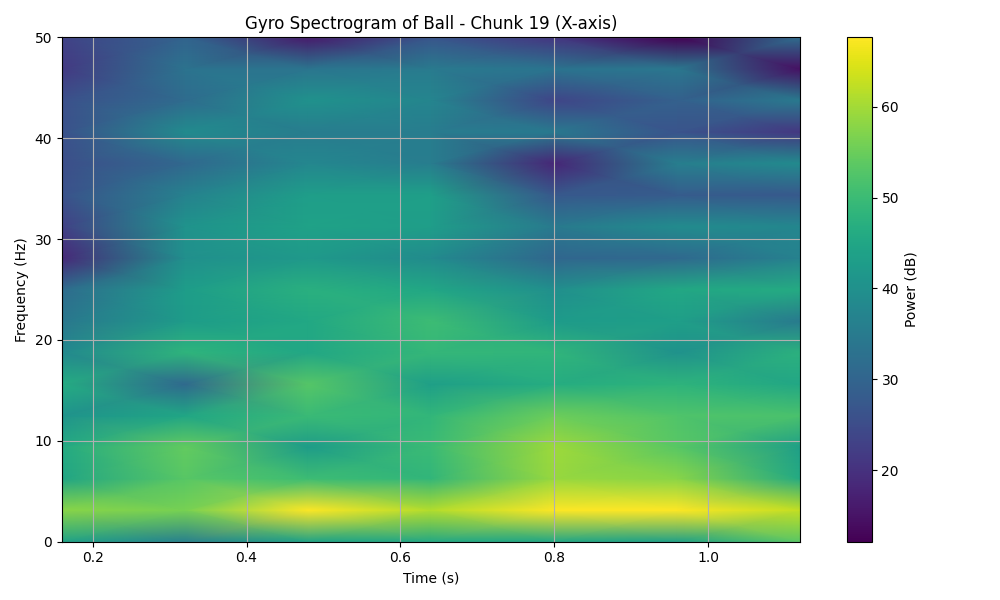 Gyro Spectrogram of Ball - Chunk 19 (X-axis)
50
40
30
20
10
0
Frequency (Hz)
0.2 0.4 0.6 0.8 1.0
Time (s)
60
50
40
30
20
Power (dB)